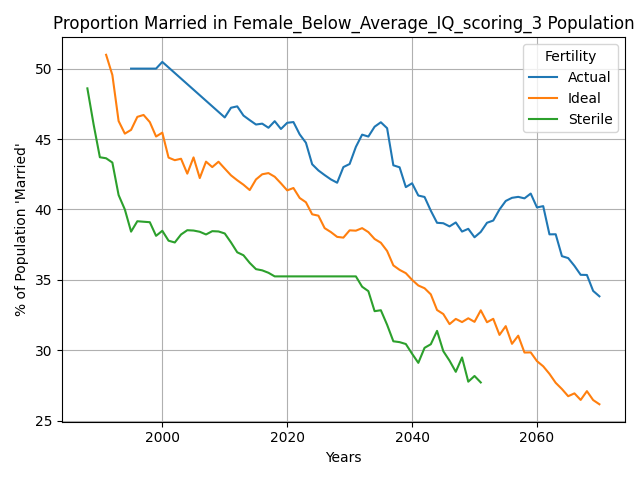 Proportion Married in Female_Below_Average_IQ_scoring_3 Population
% of Population 'Married'
50
45
40
35
30
25
Fertility
Actual
Ideal
Sterile
2000 2020 2040 2060
Years